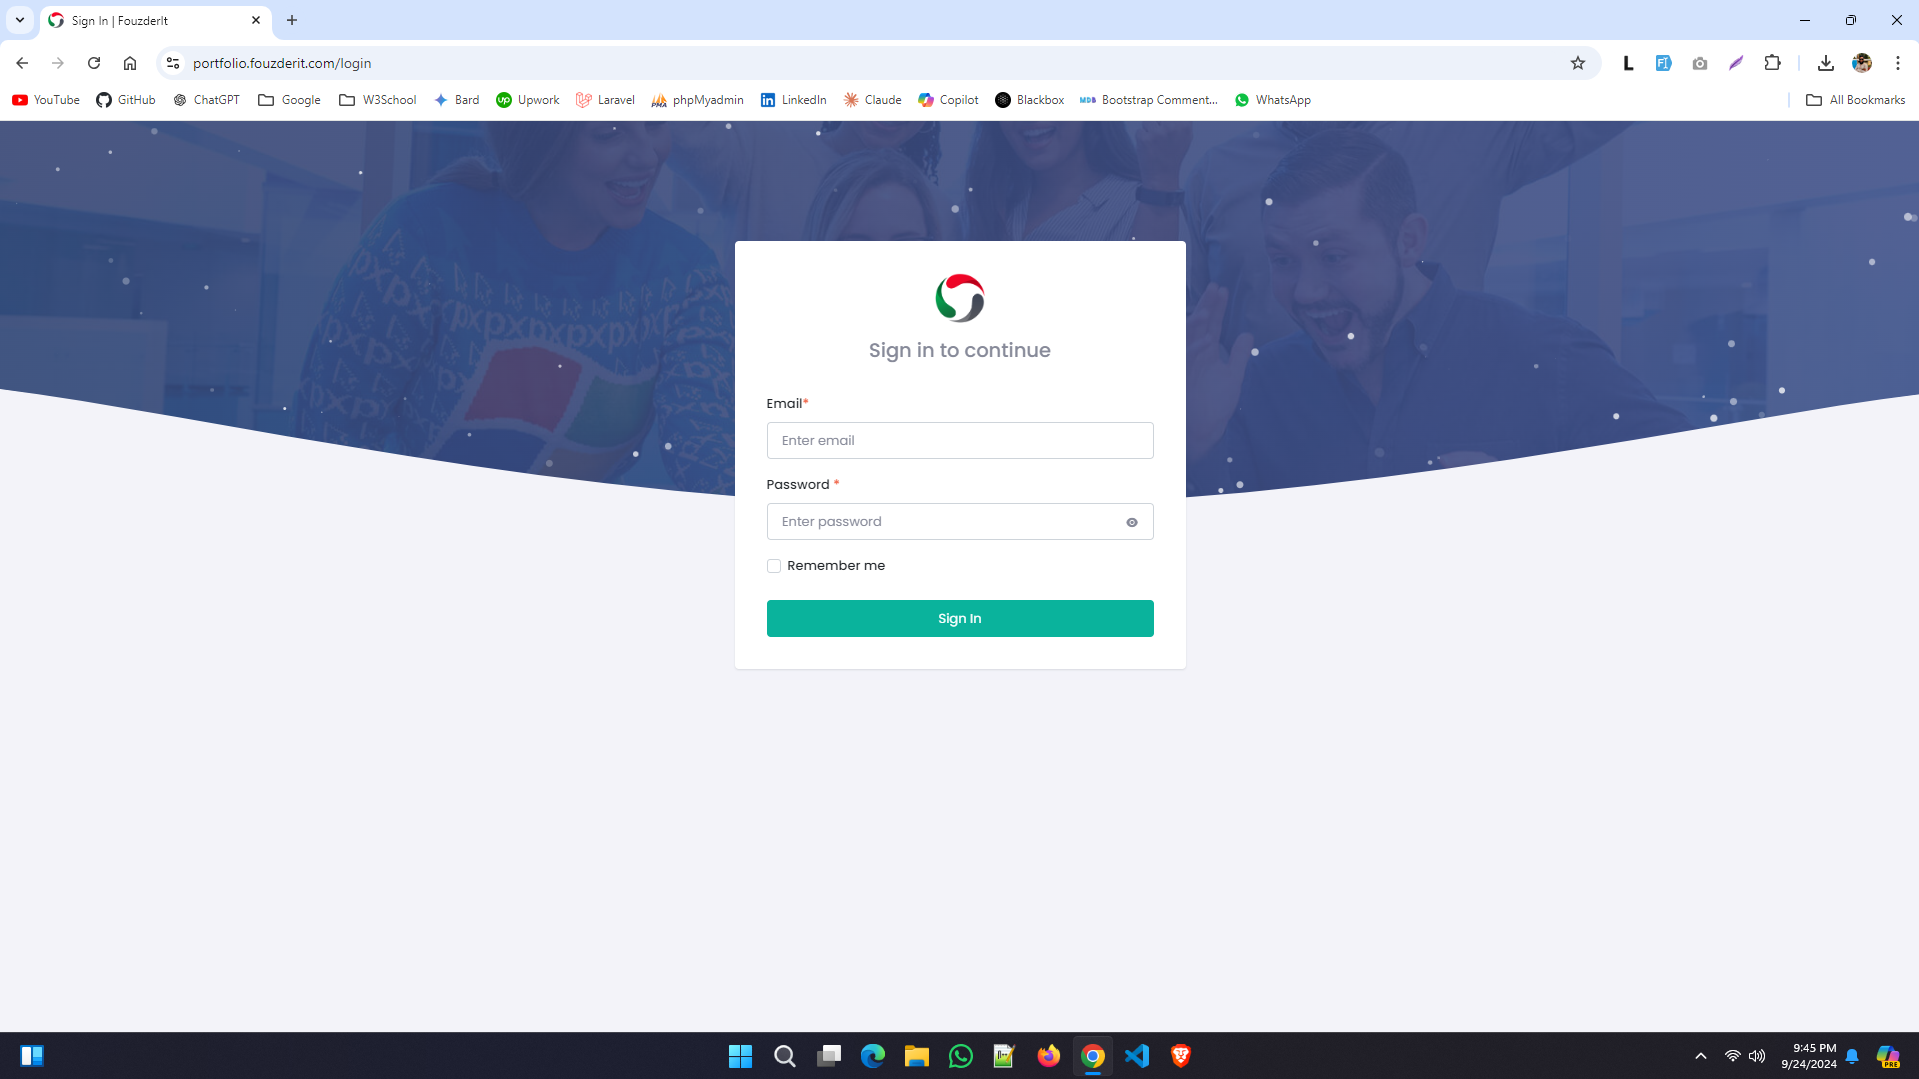 Sign In | FouzderIt
portfolio.fouzderit.com/login
YouTube GitHub ChatGPT Google W3School Bard Upwork Laravel phpMyadmin LinkedIn Claude Copilot Blackbox Bootstrap Comment... WhatsApp All Bookmarks
Sign in to continue
Email*
Enter email
Password *
Enter password
Remember me
Sign In
9:45 PM
9/24/2024